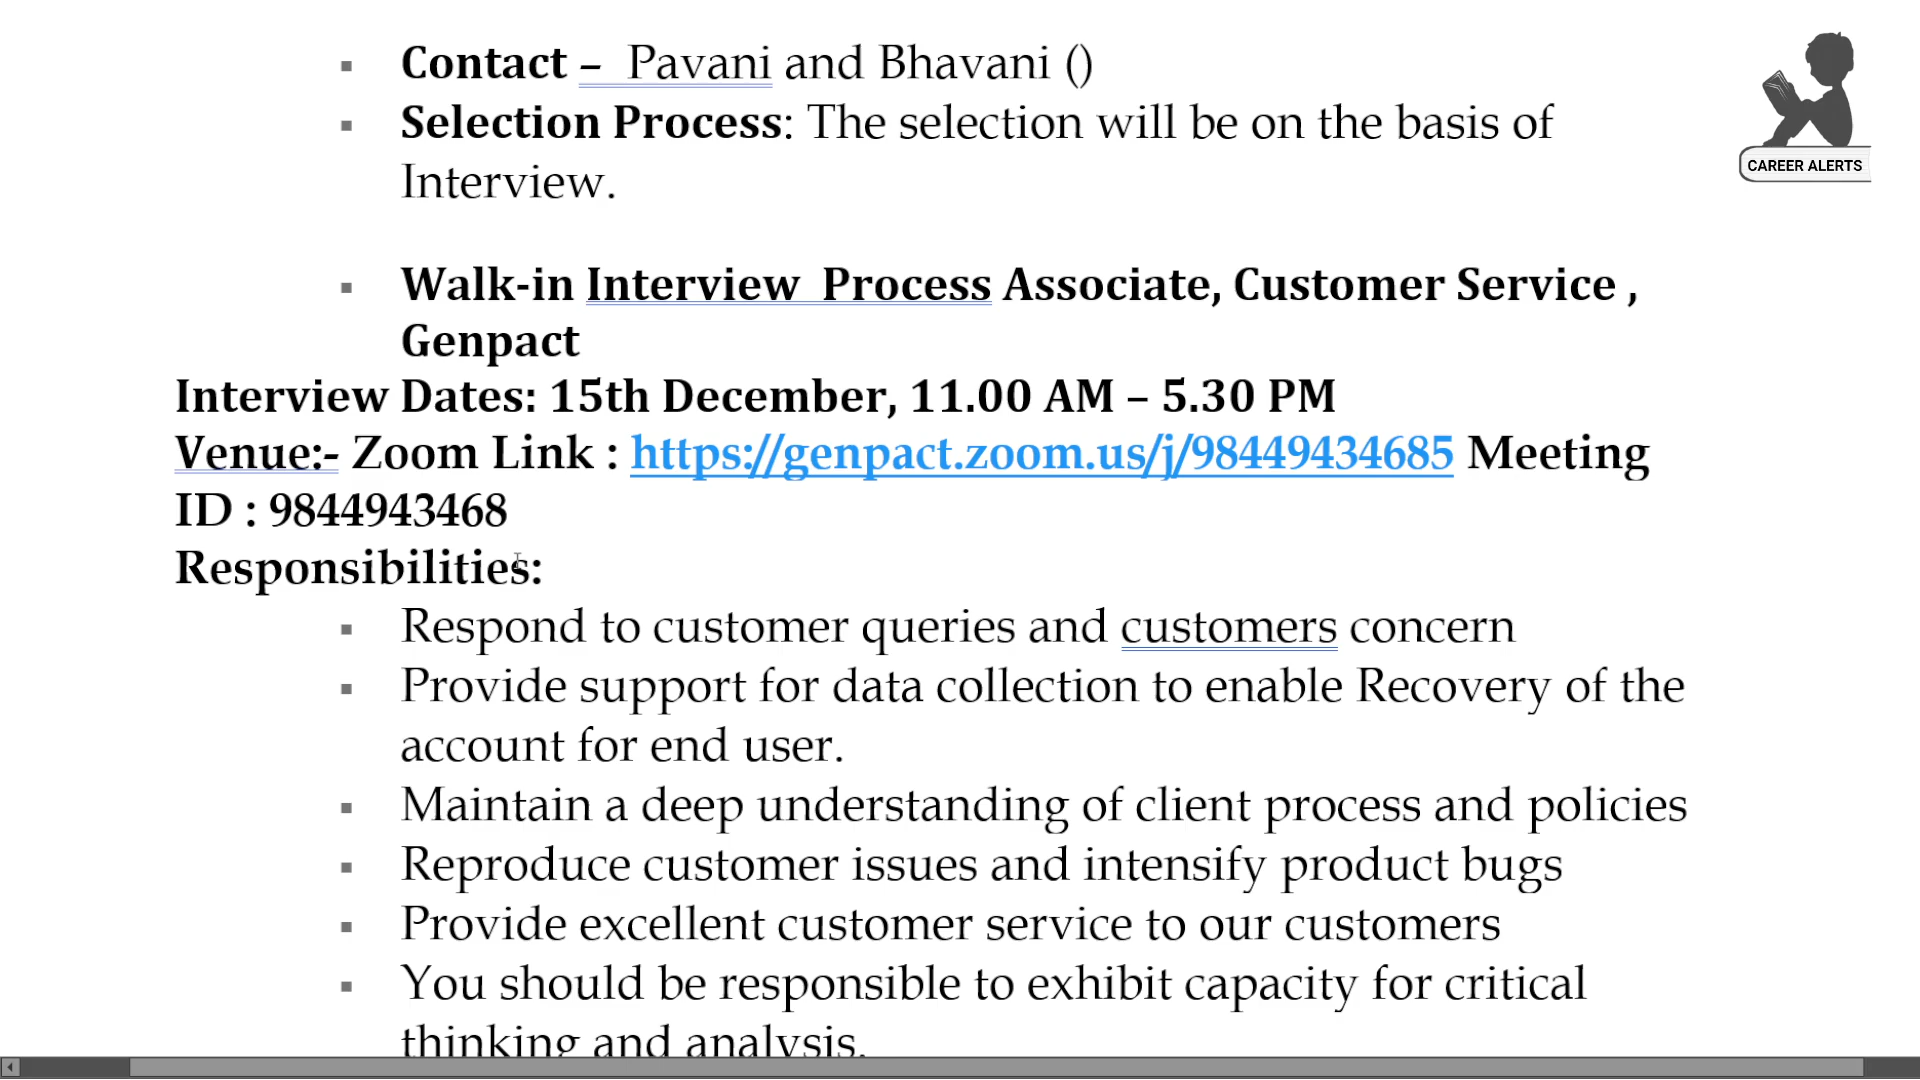 Contact – Pavani and Bhavani ()
Selection Process: The selection will be on the basis of
Interview.
CAREER ALERTS
Walk-in Interview Process Associate, Customer Service ,
Genpact
Interview Dates: 15th December, 11.00 AM – 5.30 PM
Venue:- Zoom Link : https://genpact.zoom.us/j/98449434685 Meeting
ID : 9844943468
Responsibilities:
Respond to customer queries and customers concern
Provide support for data collection to enable Recovery of the
account for end user.
Maintain a deep understanding of client process and policies
Reproduce customer issues and intensify product bugs
Provide excellent customer service to our customers
You should be responsible to exhibit capacity for critical
thinking and analysis.